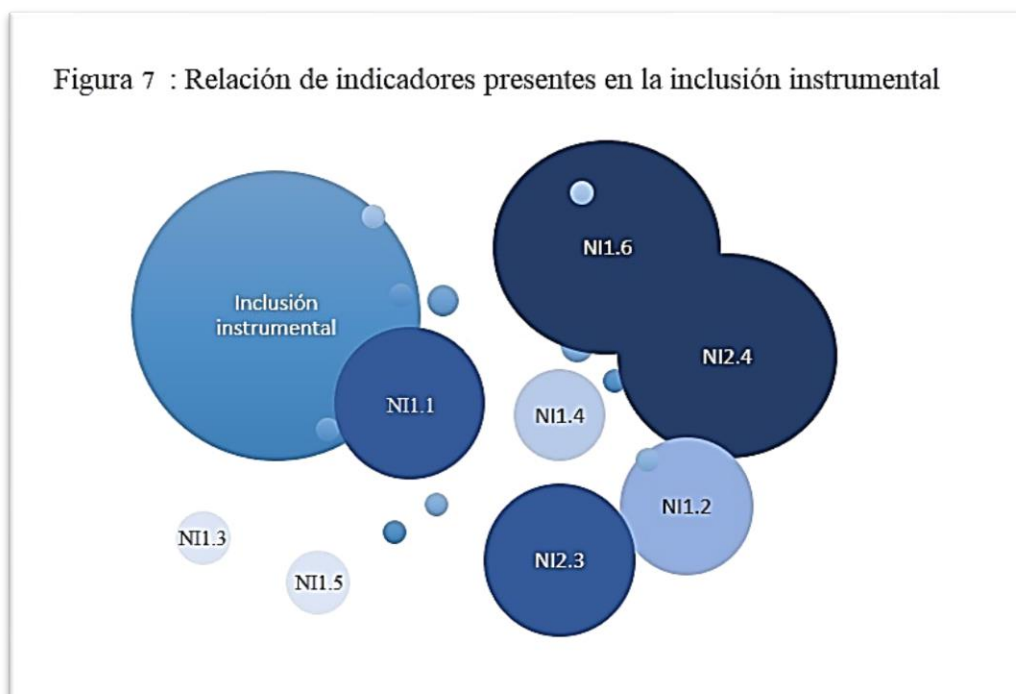 Figura 7 : Relación de indicadores presentes en la inclusión instrumental
NI1.6
Inclusión
instrumental
NI2.4
NI1.1
NI1.4
NI1.2
NI1.3
NI2.3
NI1.5